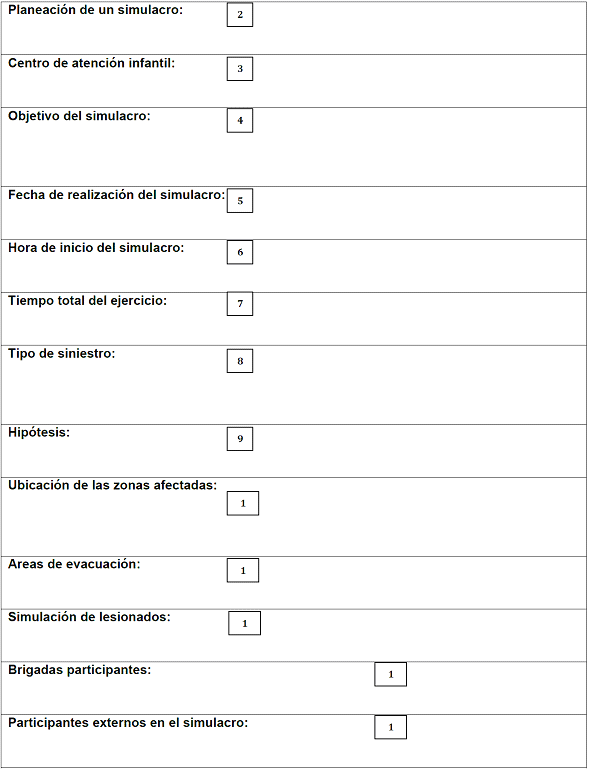 Planeación de un simulacro: 2
Centro de atención infantil: 3
Objetivo del simulacro: 4
Fecha de realización del simulacro: 5
Hora de inicio del simulacro: 6
Tiempo total del ejercicio: 7
Tipo de siniestro: 8
Hipótesis: 9
Ubicación de las zonas afectadas:
1
Areas de evacuación: 1
Simulación de lesionados: 1
Brigadas participantes: 1
Participantes externos en el simulacro: 1